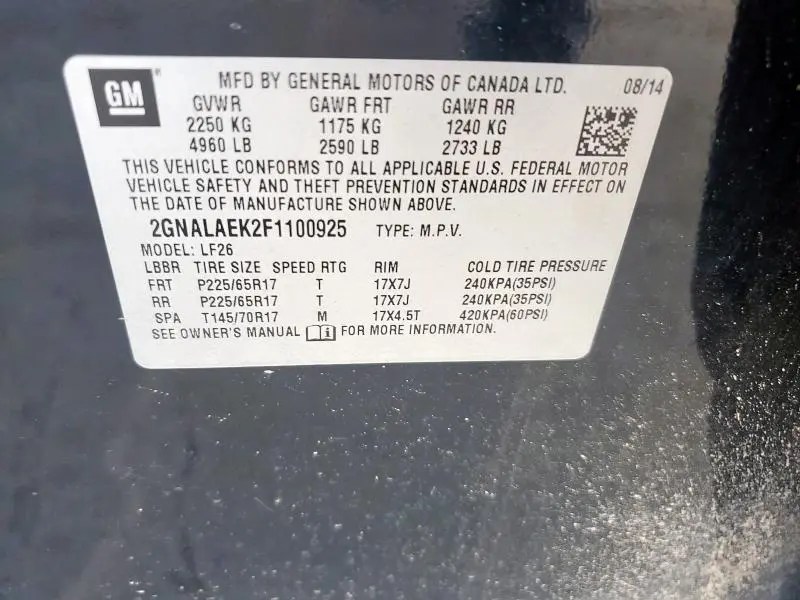 GM MFD BY GENERAL MOTORS OF CANADA LTD. 08/14
GVWR GAWR FRT GAWR RR
2250 KG 1175 KG 1240 KG
4960 LB 2590 LB 2733 LB
THIS VEHICLE CONFORMS TO ALL APPLICABLE U.S. FEDERAL MOTOR
VEHICLE SAFETY AND THEFT PREVENTION STANDARDS IN EFFECT ON
THE DATE OF MANUFACTURE SHOWN ABOVE.
2GNALAEK2F1100925 TYPE: M.P.V.
MODEL: LF26
LBBR TIRE SIZE SPEED RTG RIM COLD TIRE PRESSURE
FRT P225/65R17 T 17X7J 240KPA(35PSI)
RR P225/65R17 T 17X7J 240KPA(35PSI)
SPA T145/70R17 M 17X4.5T 420KPA(60PSI)
SEE OWNER'S MANUAL i FOR MORE INFORMATION.